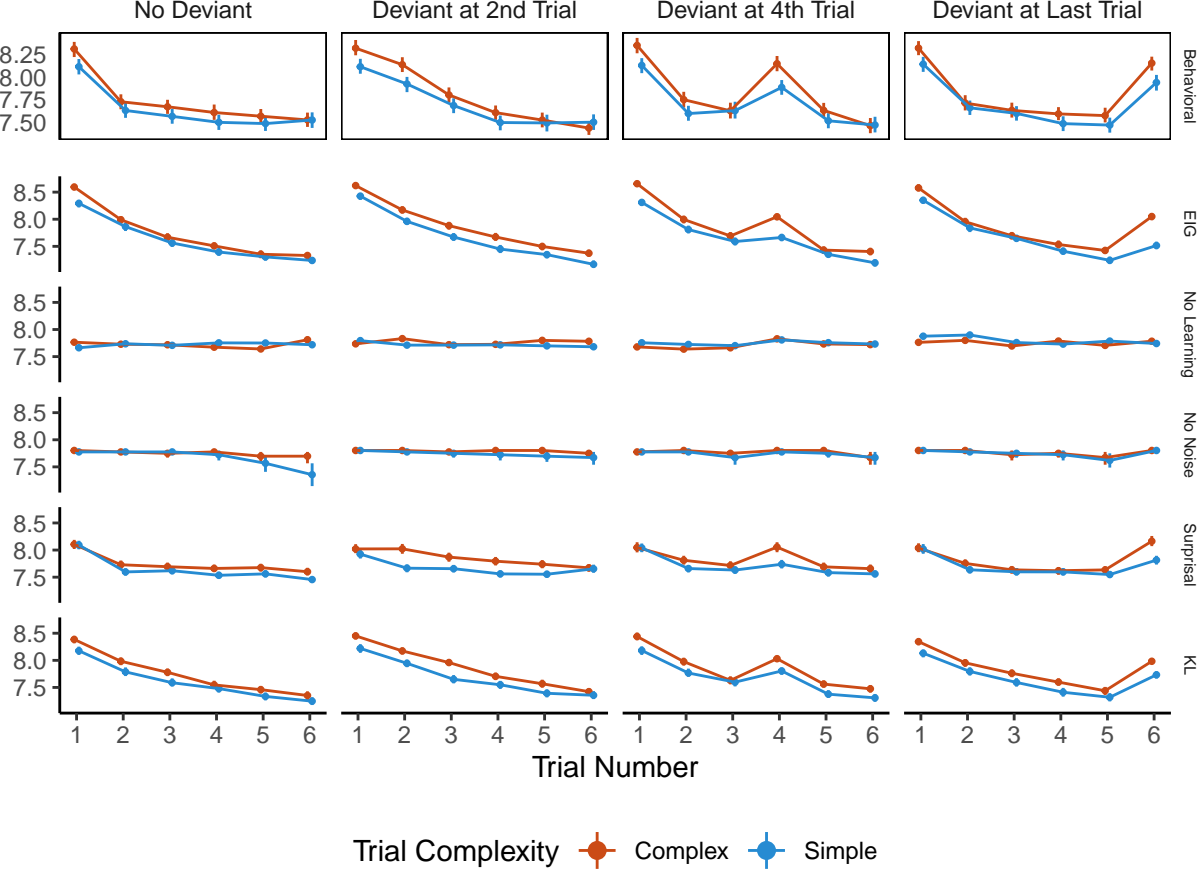 No Deviant Deviant at 2nd Trial Deviant at 4th Trial Deviant at Last Trial
8.25
8.00
7.75
7.50
Behavioral
8.5
8.0
7.5
EIG
8.5
8.0
7.5
No Learning
8.5
8.0
7.5
No Noise
8.5
8.0
7.5
Surprisal
8.5
8.0
7.5
KL
1 2 3 4 5 6 1 2 3 4 5 6 1 2 3 4 5 6 1 2 3 4 5 6
Trial Number
Trial Complexity Complex Simple